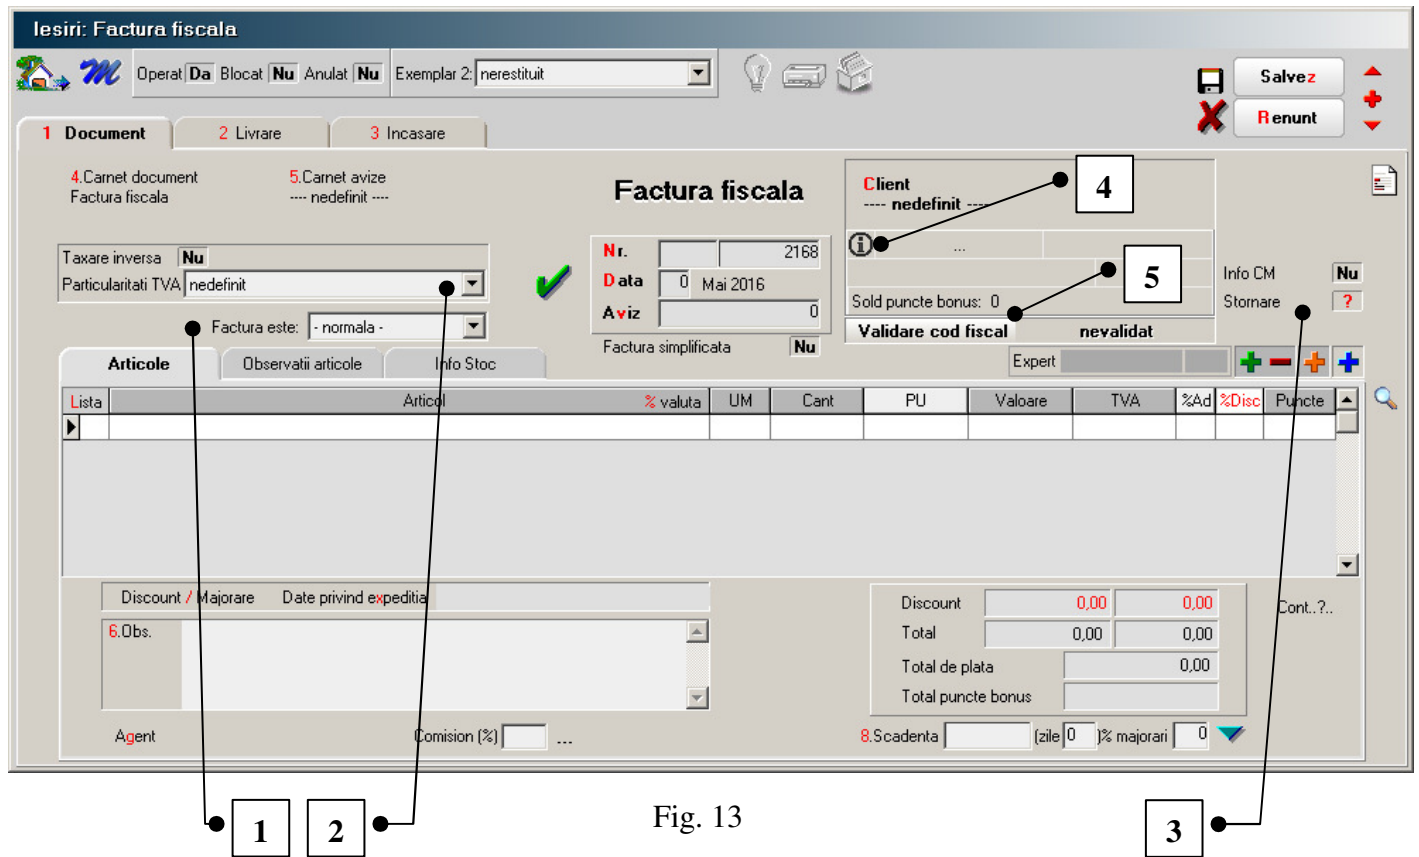 Iesiri: Factura fiscala
Operat Da Blocat Nu Anulat Nu Exemplar 2: nerestituit
Salvez
Renunt
1 Document 2 Livrare 3 Incasare
4.Carnet document 5.Carnet avize
Factura fiscala ---- nedefinit ----
Factura fiscala
Client
---- nedefinit ----
4
Taxare inversa Nu
Particularitati TVA nedefinit
Nr. 2168
Data 0 Mai 2016
Aviz 0
...
5
Info CM Nu
Stornare ?
Sold puncte bonus: 0
Factura este: - normala -
Factura simplificata Nu
Validare cod fiscal nevalidat
Articole Observatii articole Info Stoc
Expert
Lista Articol % valuta UM Cant PU Valoare TVA %Ad %Disc Puncte
Discount / Majorare Date privind expeditia
6.Obs.
Discount 0,00 0,00
Total 0,00 0,00
Total de plata 0,00
Total puncte bonus
Cont..?..
Agent Comision (%) ...
8.Scadenta (zile 0 )% majorari 0
1 2 3
Fig. 13